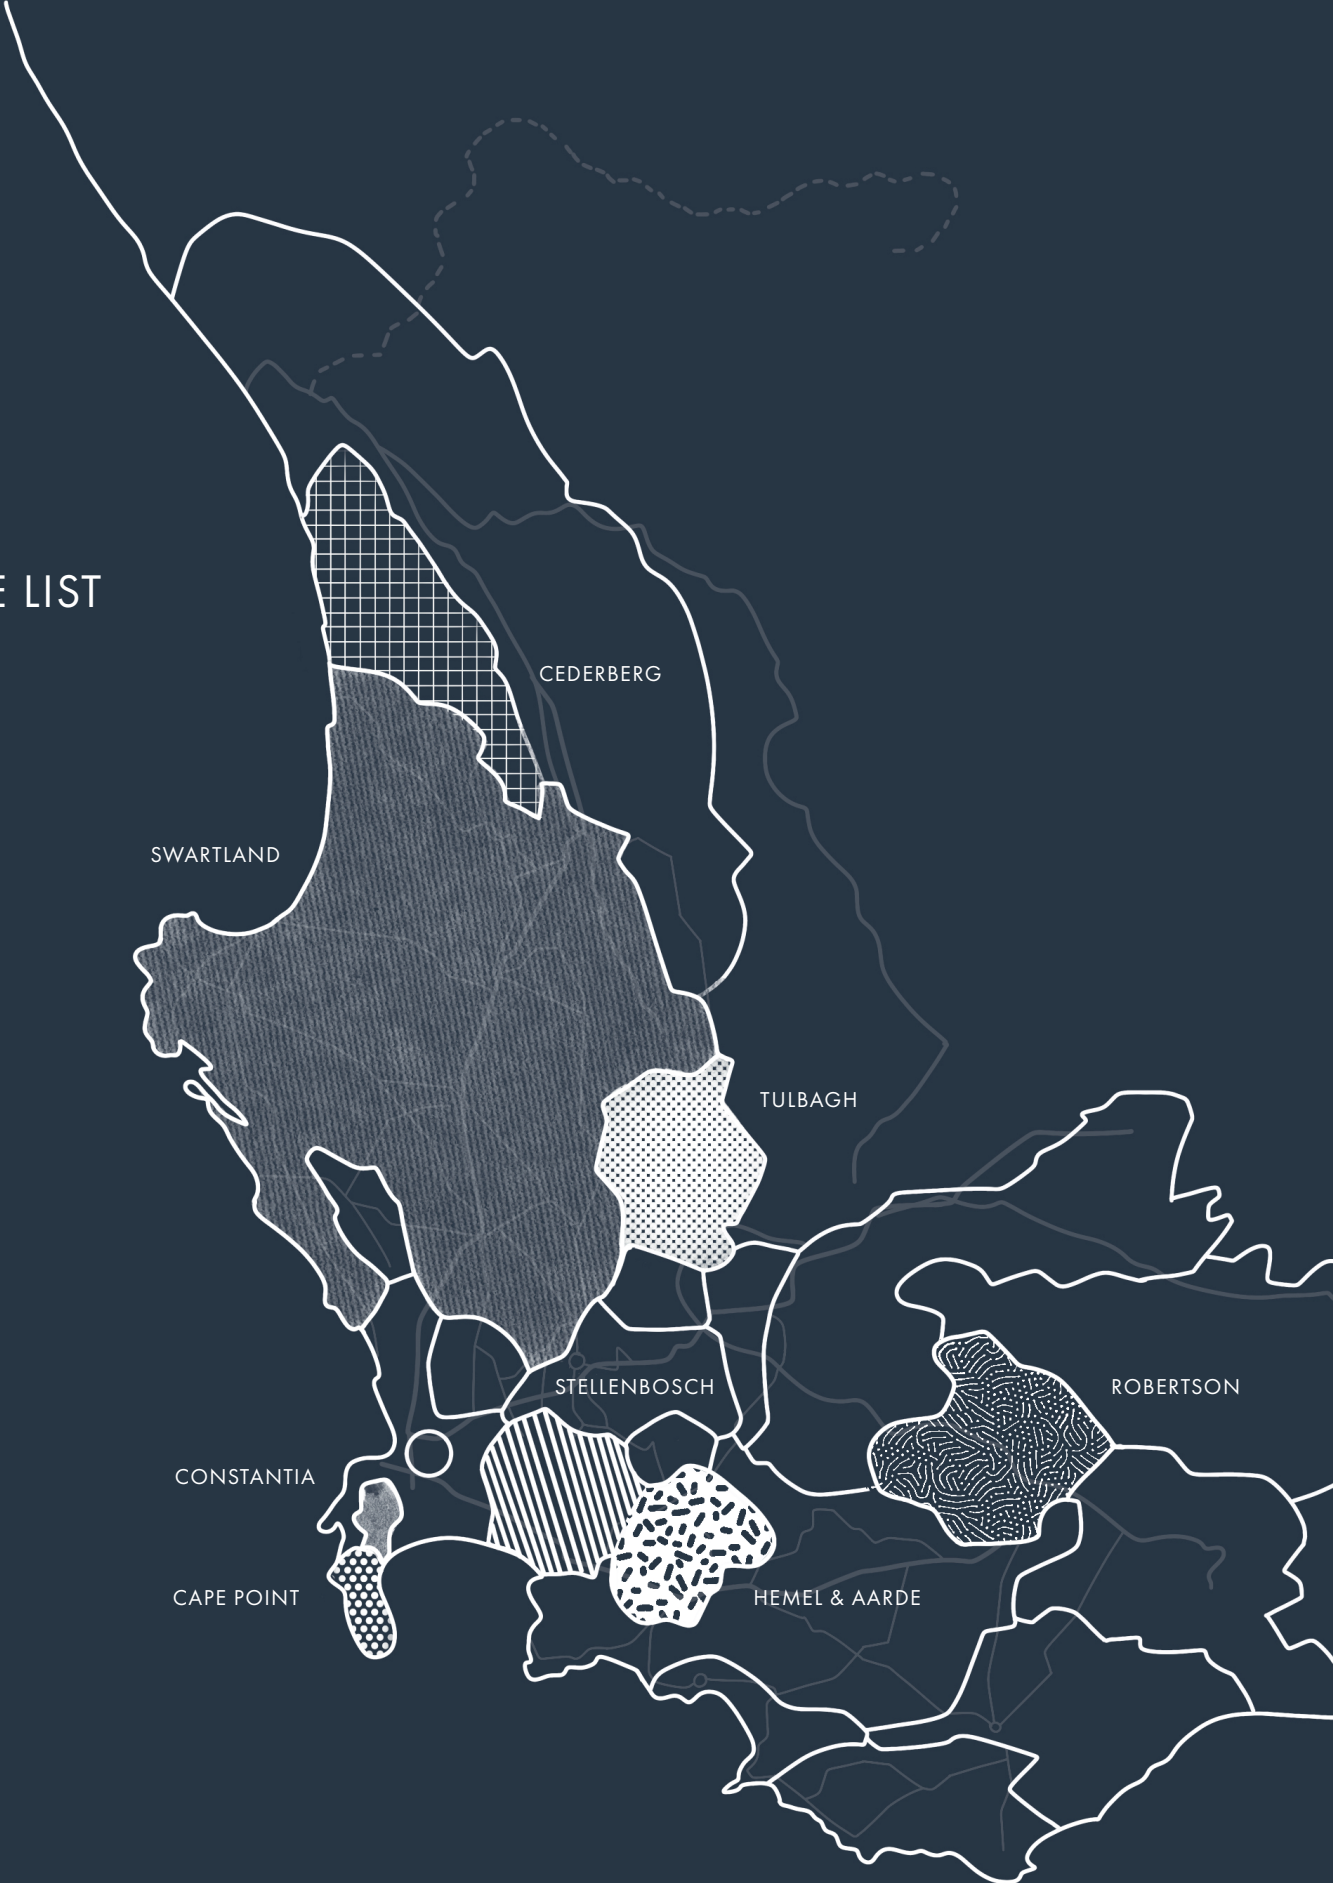 E LIST
CEDERBERG
SWARTLAND
TULBAGH
STELLENBOSCH
ROBERTSON
CONSTANTIA
CAPE POINT
HEMEL & AARDE